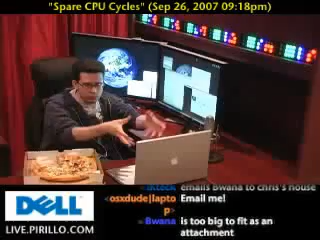 "Spare CPU Cycles" (Sep 26, 2007 09:18pm)
emails Bwana to chris's house
<osxdude|lapto Email me!
p>
<Bwana> is too big to fit as an
attachment
DELL
LIVE.PIRILLO.COM